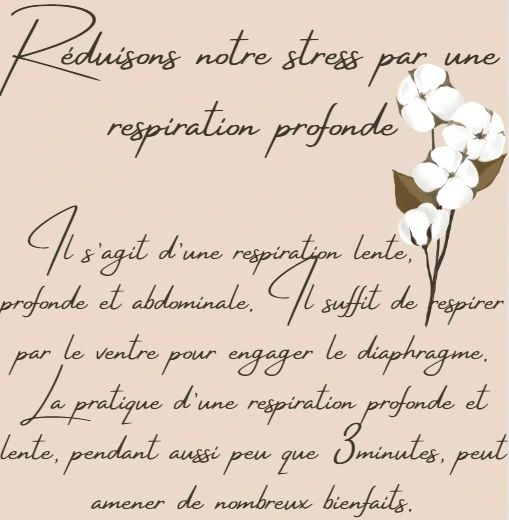 Réduisons notre stress par une
respiration profonde
Il s'agit d'une respiration lente,
profonde et abdominale. Il suffit de respirer
par le ventre pour engager le diaphragme.
La pratique d'une respiration profonde et
lente, pendant aussi peu que 3minutes, peut
amener de nombreux bienfaits.